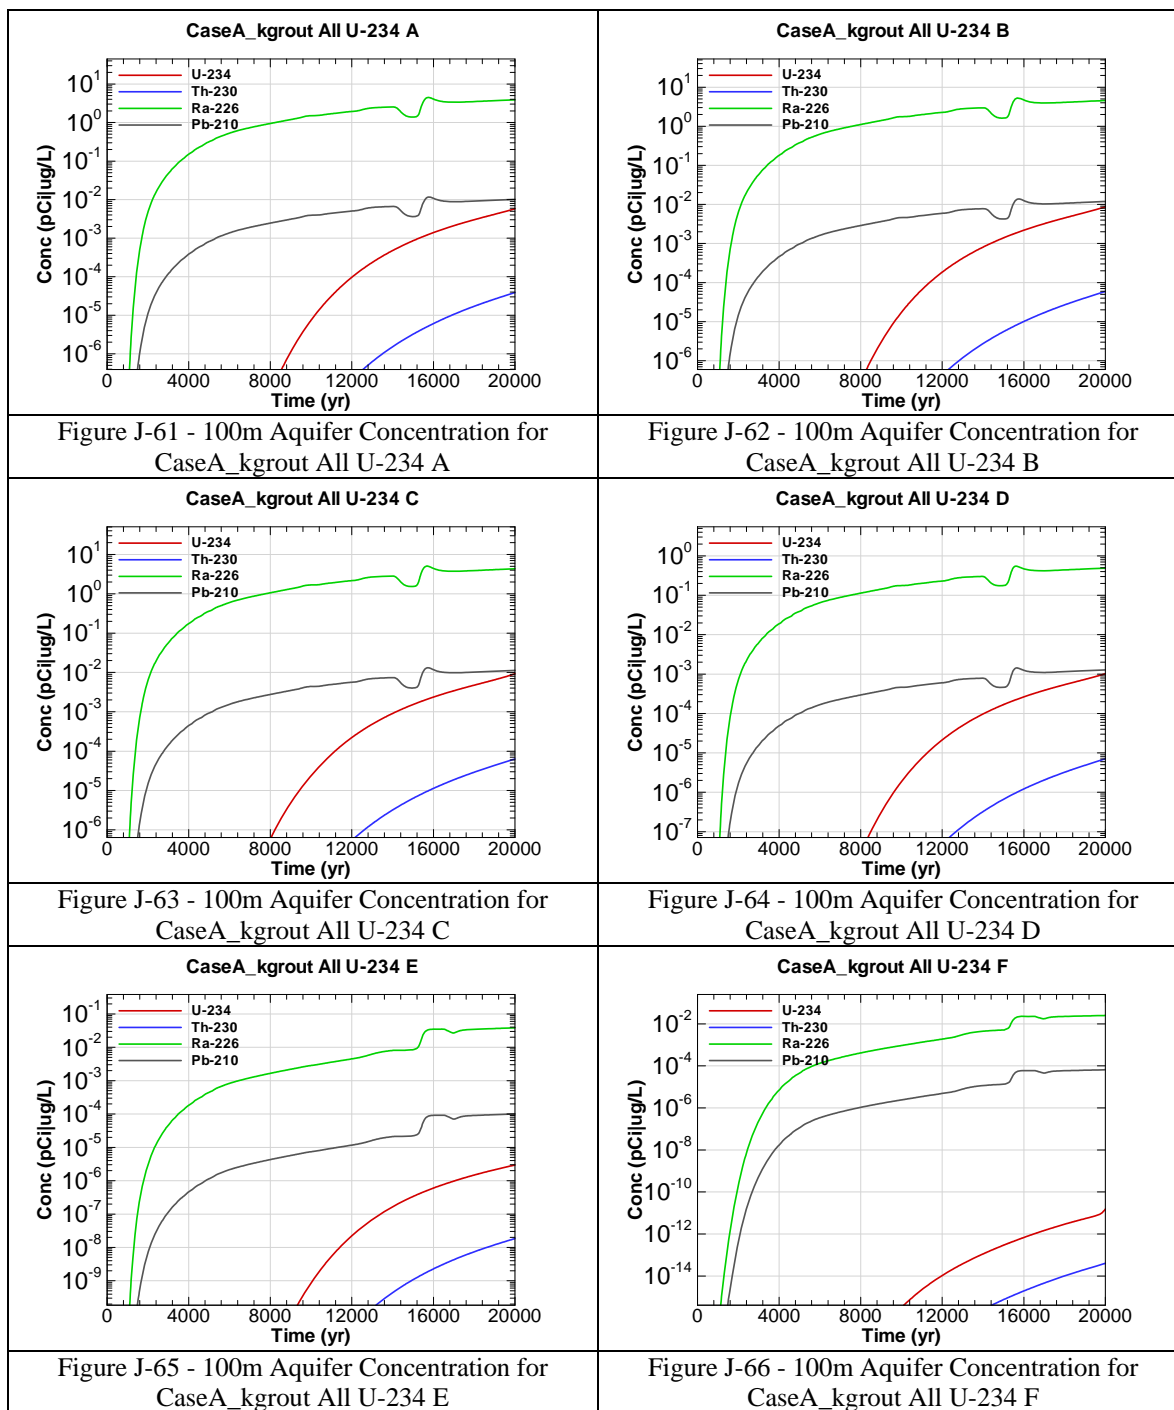 CaseA_kgrout All U-234 A
U-234
Th-230
Ra-226
Pb-210
10^1
10^0
10^-1
10^-2
10^-3
10^-4
10^-5
10^-6
Conc (pCi|ug/L)
0 4000 8000 12000 16000 20000
Time (yr)
Figure J-61 - 100m Aquifer Concentration for
CaseA_kgrout All U-234 A
CaseA_kgrout All U-234 B
U-234
Th-230
Ra-226
Pb-210
10^1
10^0
10^-1
10^-2
10^-3
10^-4
10^-5
10^-6
Conc (pCi|ug/L)
0 4000 8000 12000 16000 20000
Time (yr)
Figure J-62 - 100m Aquifer Concentration for
CaseA_kgrout All U-234 B
CaseA_kgrout All U-234 C
U-234
Th-230
Ra-226
Pb-210
10^1
10^0
10^-1
10^-2
10^-3
10^-4
10^-5
10^-6
Conc (pCi|ug/L)
0 4000 8000 12000 16000 20000
Time (yr)
Figure J-63 - 100m Aquifer Concentration for
CaseA_kgrout All U-234 C
CaseA_kgrout All U-234 D
U-234
Th-230
Ra-226
Pb-210
10^0
10^-1
10^-2
10^-3
10^-4
10^-5
10^-6
10^-7
Conc (pCi|ug/L)
0 4000 8000 12000 16000 20000
Time (yr)
Figure J-64 - 100m Aquifer Concentration for
CaseA_kgrout All U-234 D
CaseA_kgrout All U-234 E
U-234
Th-230
Ra-226
Pb-210
10^-1
10^-2
10^-3
10^-4
10^-5
10^-6
10^-7
10^-8
10^-9
Conc (pCi|ug/L)
0 4000 8000 12000 16000 20000
Time (yr)
Figure J-65 - 100m Aquifer Concentration for
CaseA_kgrout All U-234 E
CaseA_kgrout All U-234 F
U-234
Th-230
Ra-226
Pb-210
10^-2
10^-4
10^-6
10^-8
10^-10
10^-12
10^-14
Conc (pCi|ug/L)
0 4000 8000 12000 16000 20000
Time (yr)
Figure J-66 - 100m Aquifer Concentration for
CaseA_kgrout All U-234 F